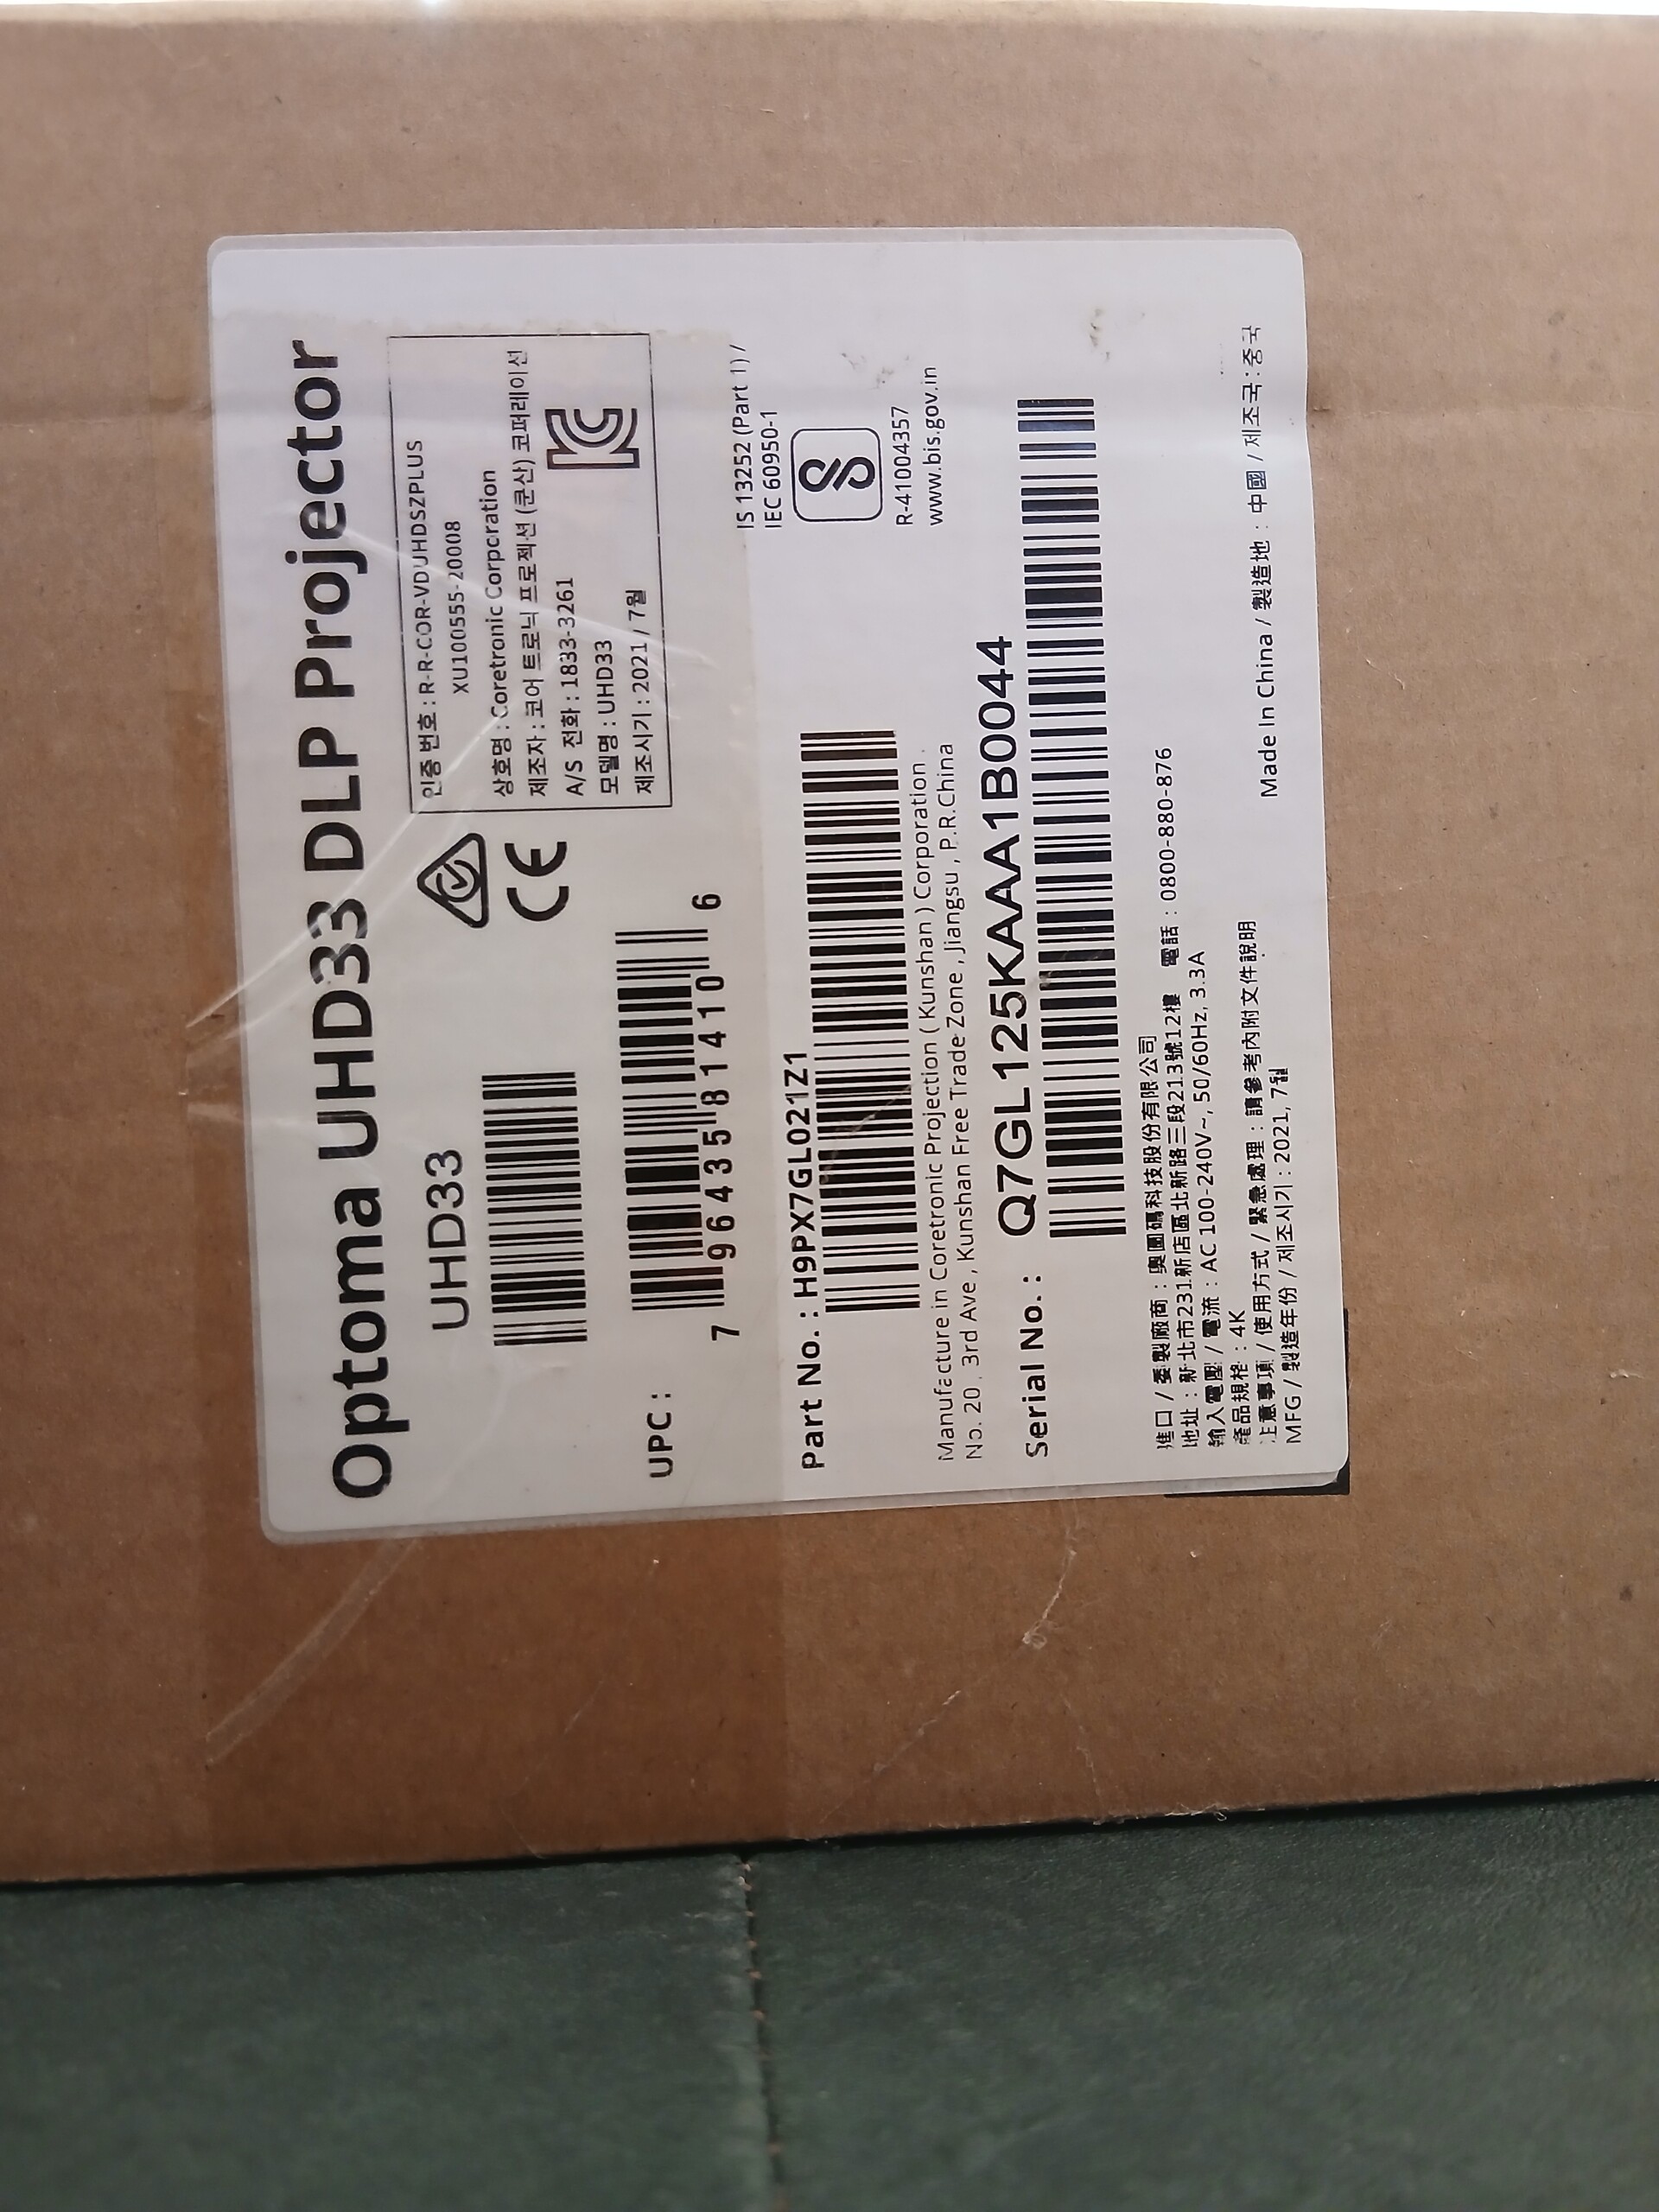 Optoma UHD33 DLP Projector
UHD33
CE
인증 번호 : R-R-COR-VDUHDSZPLUS
XU100555-20008
상호명 : Coretronic Corporation
제조자 : 코어 트로닉 프로젝션 (쿤산) 코퍼레이션
A/S 전화 : 1833-3261
모델명 : UHD33
제조시기 : 2021 / 7월
UPC :
7 96435 81410 6
IS 13252 (Part 1) /
IEC 60950-1
R-41004357
www.bis.gov.in
Part No. : H9PX7GL021Z1
Manufacture in Coretronic Projection ( Kunshan ) Corporation .
No. 20 , 3rd Ave , Kunshan Free Trade Zone , Jiangsu , P.R.China
Serial No. : Q7GL125KAAA1B0044
進口 / 委製廠商 : 奧圖碼科技股份有限公司
地址 : 新北市231新店區北新路三段213號12樓 電話 : 0800-880-876
輸入電壓 / 電流 : AC 100-240V~, 50/60Hz, 3.3A
產品規格 : 4K
注意事項 / 使用方式 / 緊急處理 : 請參考內附文件說明
MFG / 製造年份 / 제조시기 : 2021, 7월
Made In China / 製造地 : 中國 / 제조국 : 중국